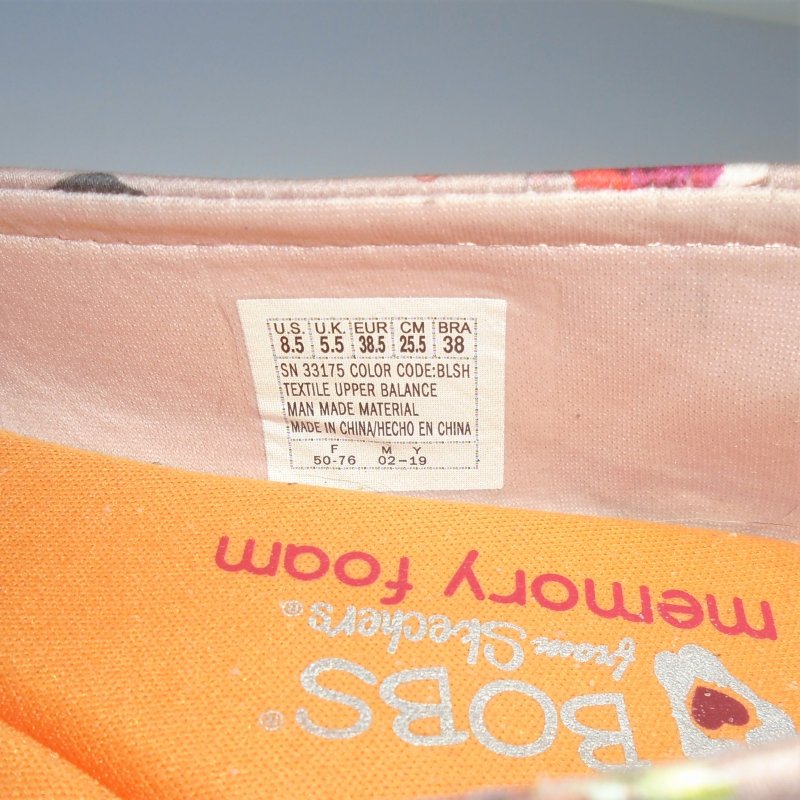 U.S. U.K. EUR CM BRA
8.5 5.5 38.5 25.5 38
SN 33175 COLOR CODE:BLSH
TEXTILE UPPER BALANCE
MAN MADE MATERIAL
MADE IN CHINA/HECHO EN CHINA
F M Y
50-76 02-19
memory foam
from Skechers®
BOBS®